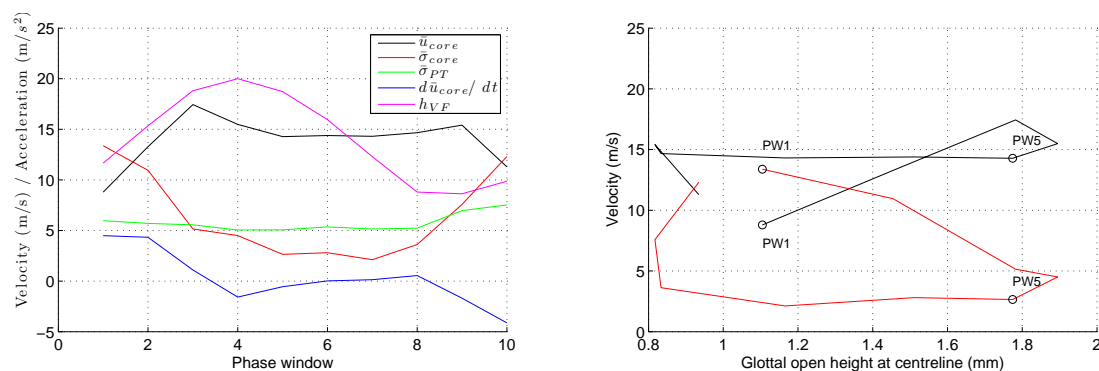 Velocity (m/s) / Acceleration (m/s²)
25
20
15
10
5
0
−5
0
2
4
6
8
10
Phase window
ū_core
σ̄_core
σ̄_PT
dū_core/ dt
h_VF
Velocity (m/s)
25
20
15
10
5
0
0.8
1
1.2
1.4
1.6
1.8
2
Glottal open height at centreline (mm)
PW1
PW5
PW1
PW5